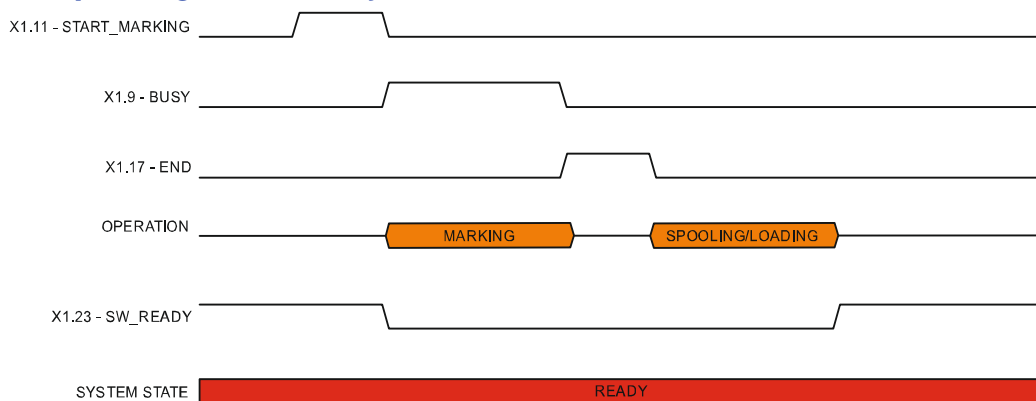 X1.11 - START_MARKING
X1.9 - BUSY
X1.17 - END
OPERATION
MARKING
SPOOLING/LOADING
X1.23 - SW_READY
SYSTEM STATE
READY